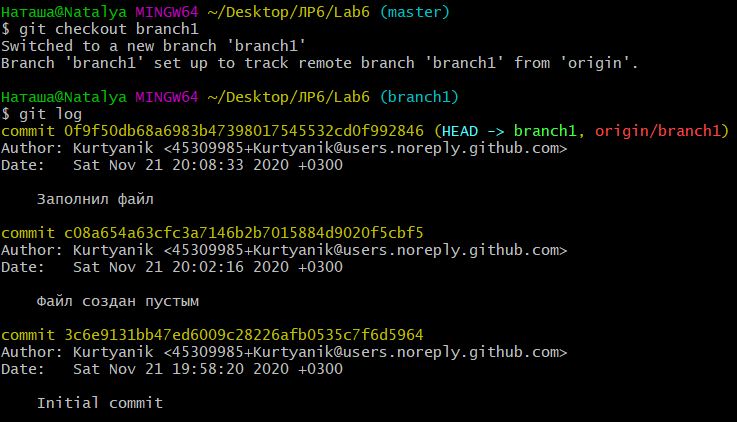 Наташа@Natalya MINGW64 ~/Desktop/ЛР6/Lab6 (master)
$ git checkout branch1
Switched to a new branch 'branch1'
Branch 'branch1' set up to track remote branch 'branch1' from 'origin'.
Наташа@Natalya MINGW64 ~/Desktop/ЛР6/Lab6 (branch1)
$ git log
commit 0f9f50db68a6983b47398017545532cd0f992846 (HEAD -> branch1, origin/branch1)
Author: Kurtyanik <45309985+Kurtyanik@users.noreply.github.com>
Date:   Sat Nov 21 20:08:33 2020 +0300
Заполнил файл
commit c08a654a63cfc3a7146b2b7015884d9020f5cbf5
Author: Kurtyanik <45309985+Kurtyanik@users.noreply.github.com>
Date:   Sat Nov 21 20:02:16 2020 +0300
Файл создан пустым
commit 3c6e9131bb47ed6009c28226afb0535c7f6d5964
Author: Kurtyanik <45309985+Kurtyanik@users.noreply.github.com>
Date:   Sat Nov 21 19:58:20 2020 +0300
Initial commit